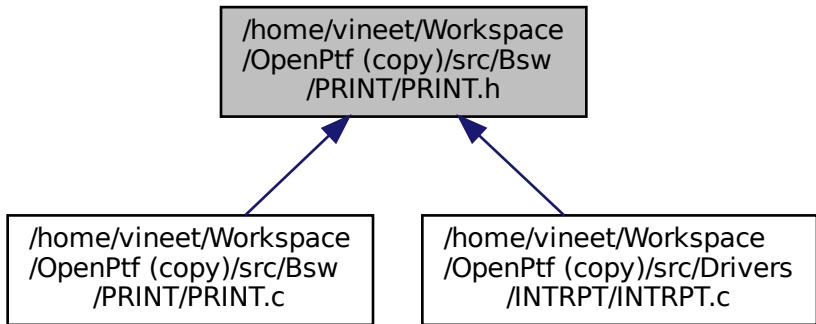 /home/vineet/Workspace
/OpenPtf (copy)/src/Bsw
/PRINT/PRINT.h
/home/vineet/Workspace
/OpenPtf (copy)/src/Bsw
/PRINT/PRINT.c
/home/vineet/Workspace
/OpenPtf (copy)/src/Drivers
/INTRPT/INTRPT.c